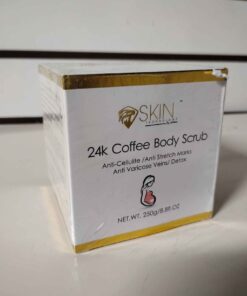 SKIN
24k Coffee Body Scrub
Anti-Cellulite /Anti Stretch Marks
Anti Varicose Veins/ Detox
NET. WT. 250g/8.88 OZ